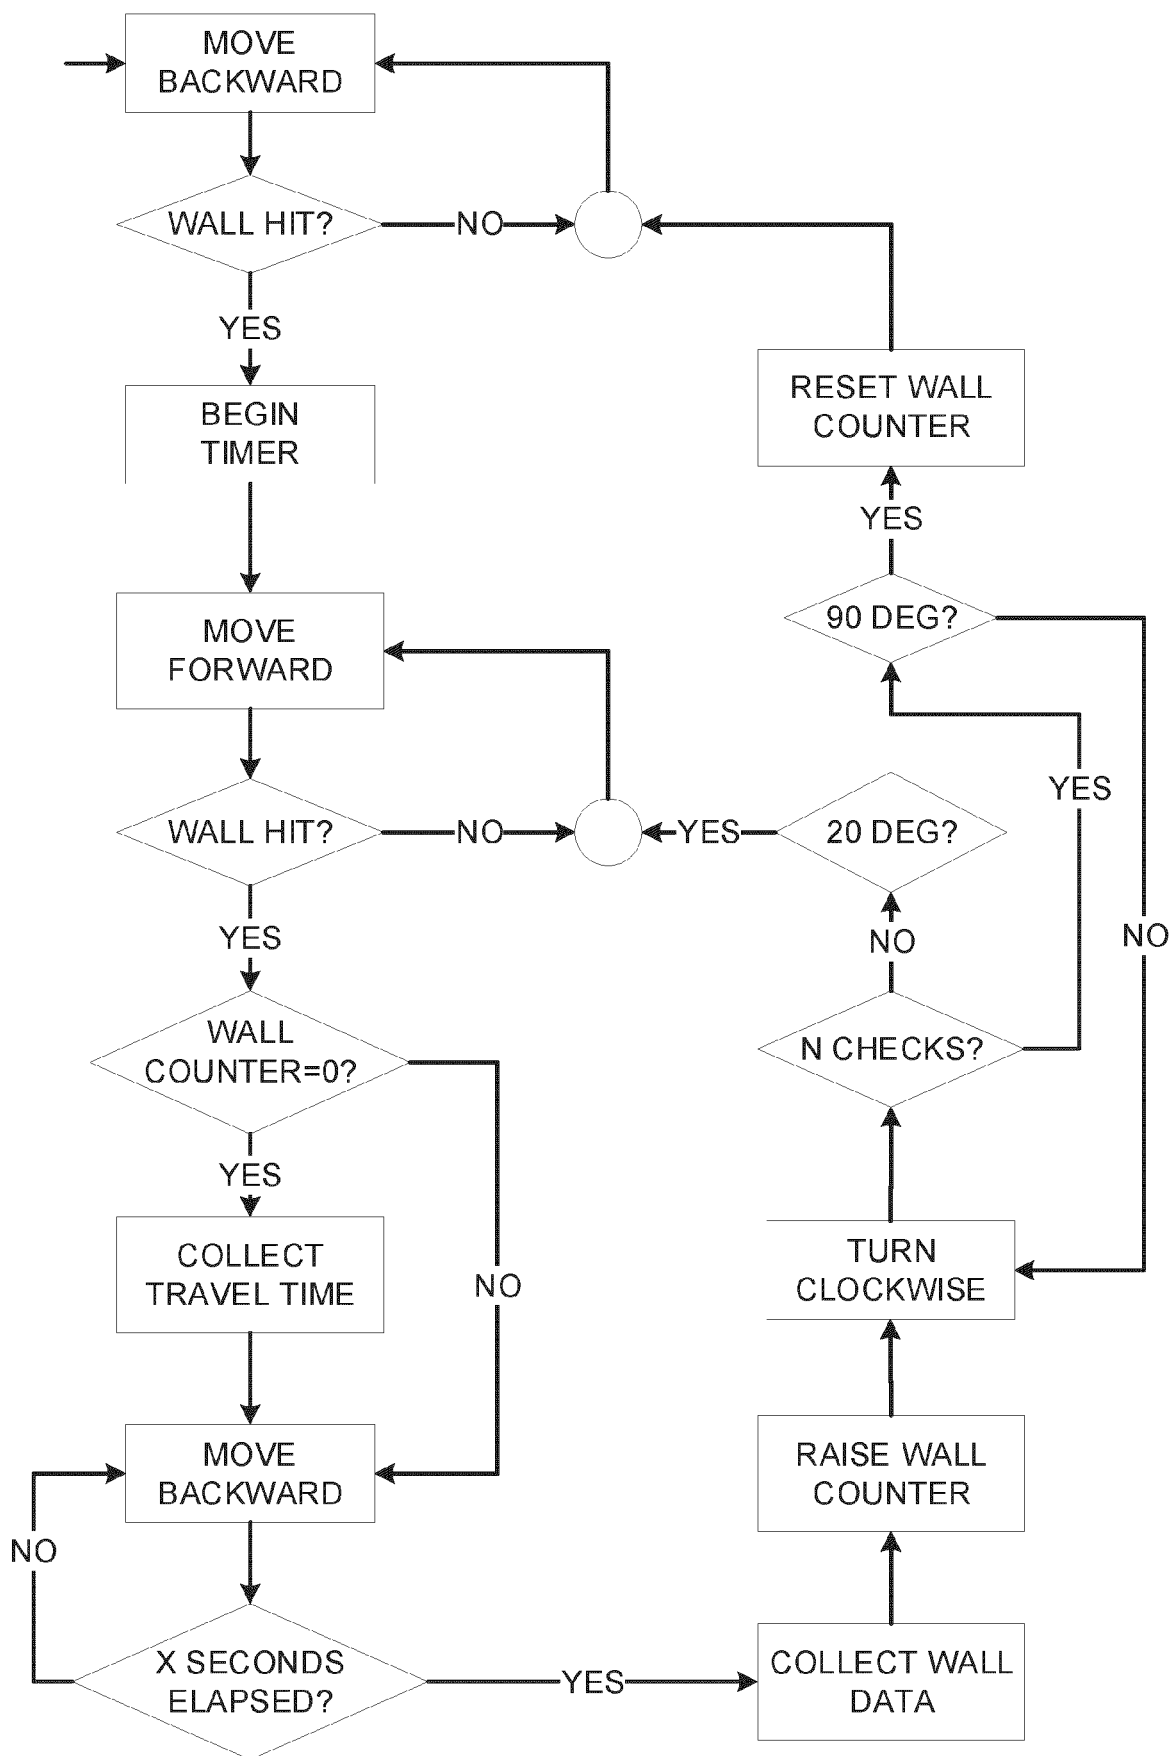 MOVE
BACKWARD
WALL HIT?
NO
YES
BEGIN
TIMER
MOVE
FORWARD
WALL HIT?
NO
YES
WALL
COUNTER=0?
YES
NO
COLLECT
TRAVEL TIME
MOVE
BACKWARD
NO
X SECONDS
ELAPSED?
YES
COLLECT WALL
DATA
RAISE WALL
COUNTER
TURN
CLOCKWISE
N CHECKS?
NO
YES
20 DEG?
YES
90 DEG?
NO
YES
RESET WALL
COUNTER